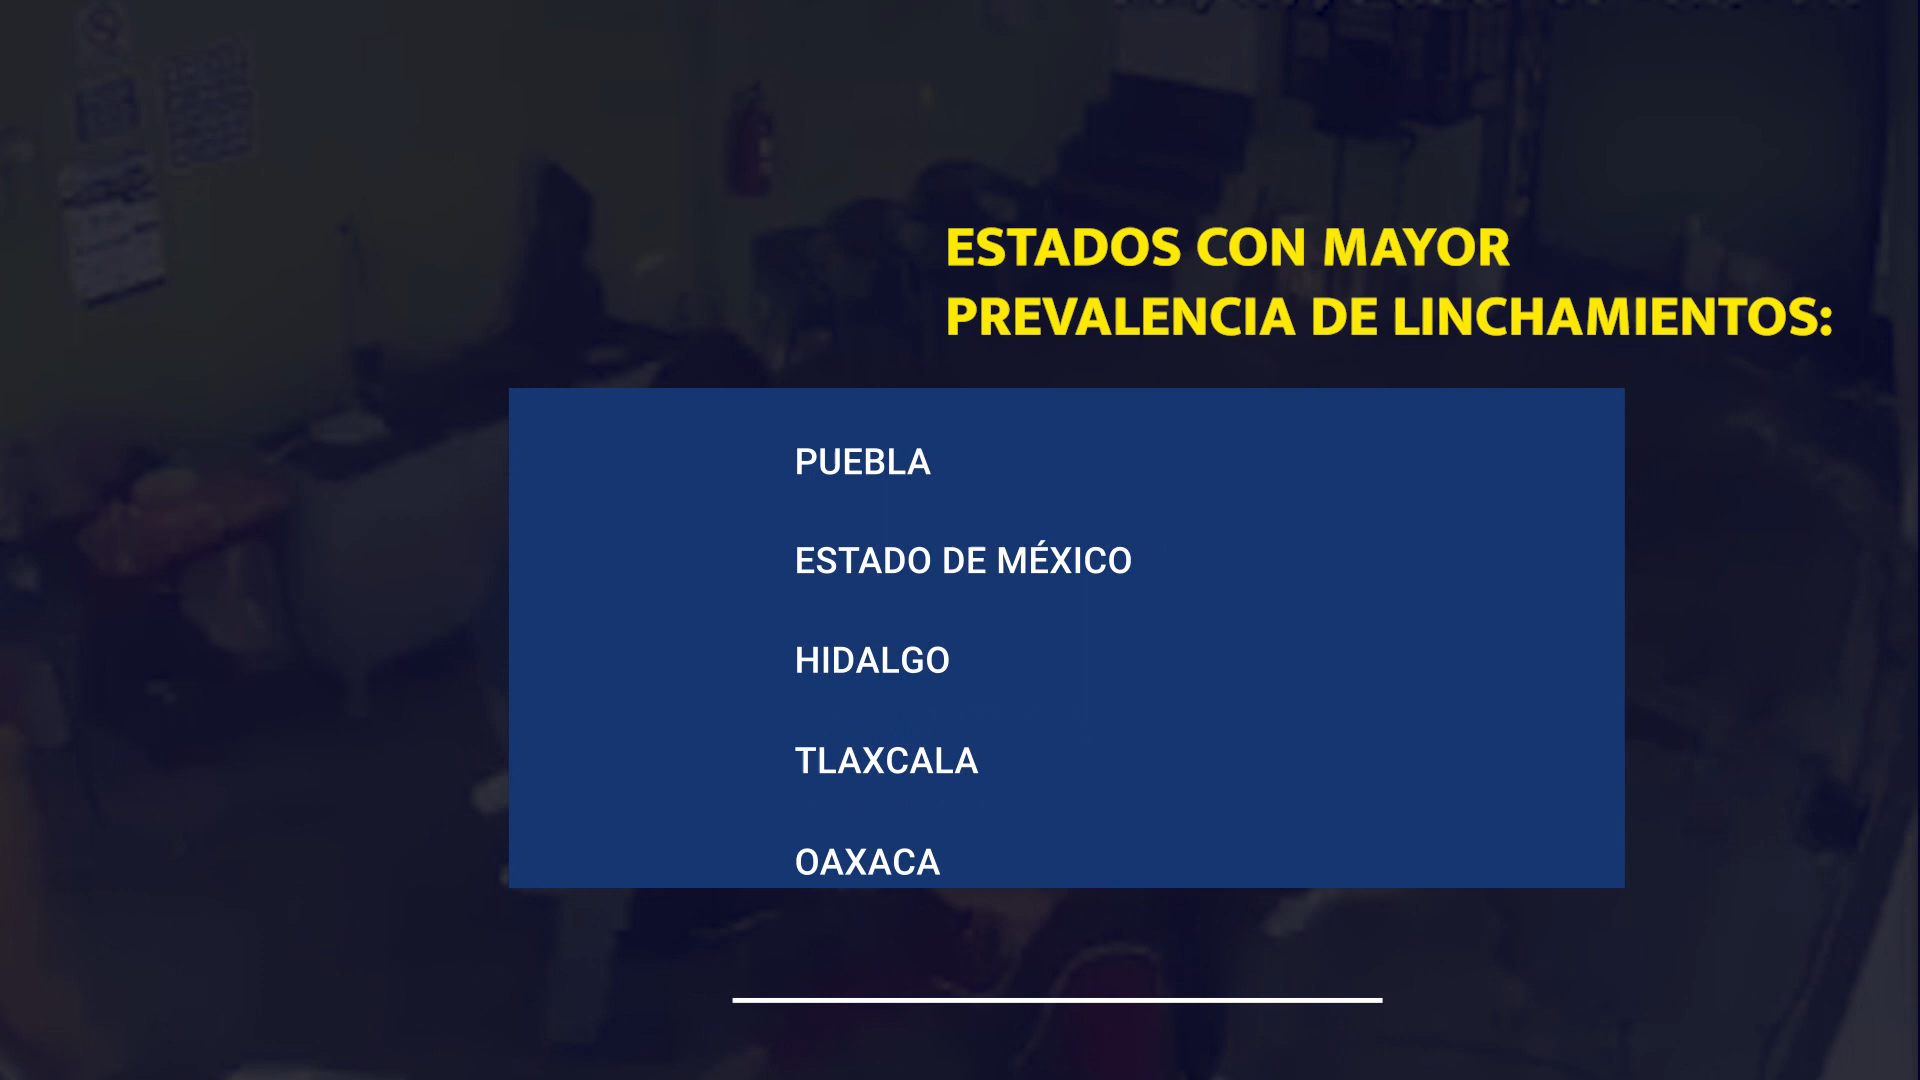 ESTADOS CON MAYOR
PREVALENCIA DE LINCHAMIENTOS:
PUEBLA
ESTADO DE MÉXICO
HIDALGO
TLAXCALA
OAXACA